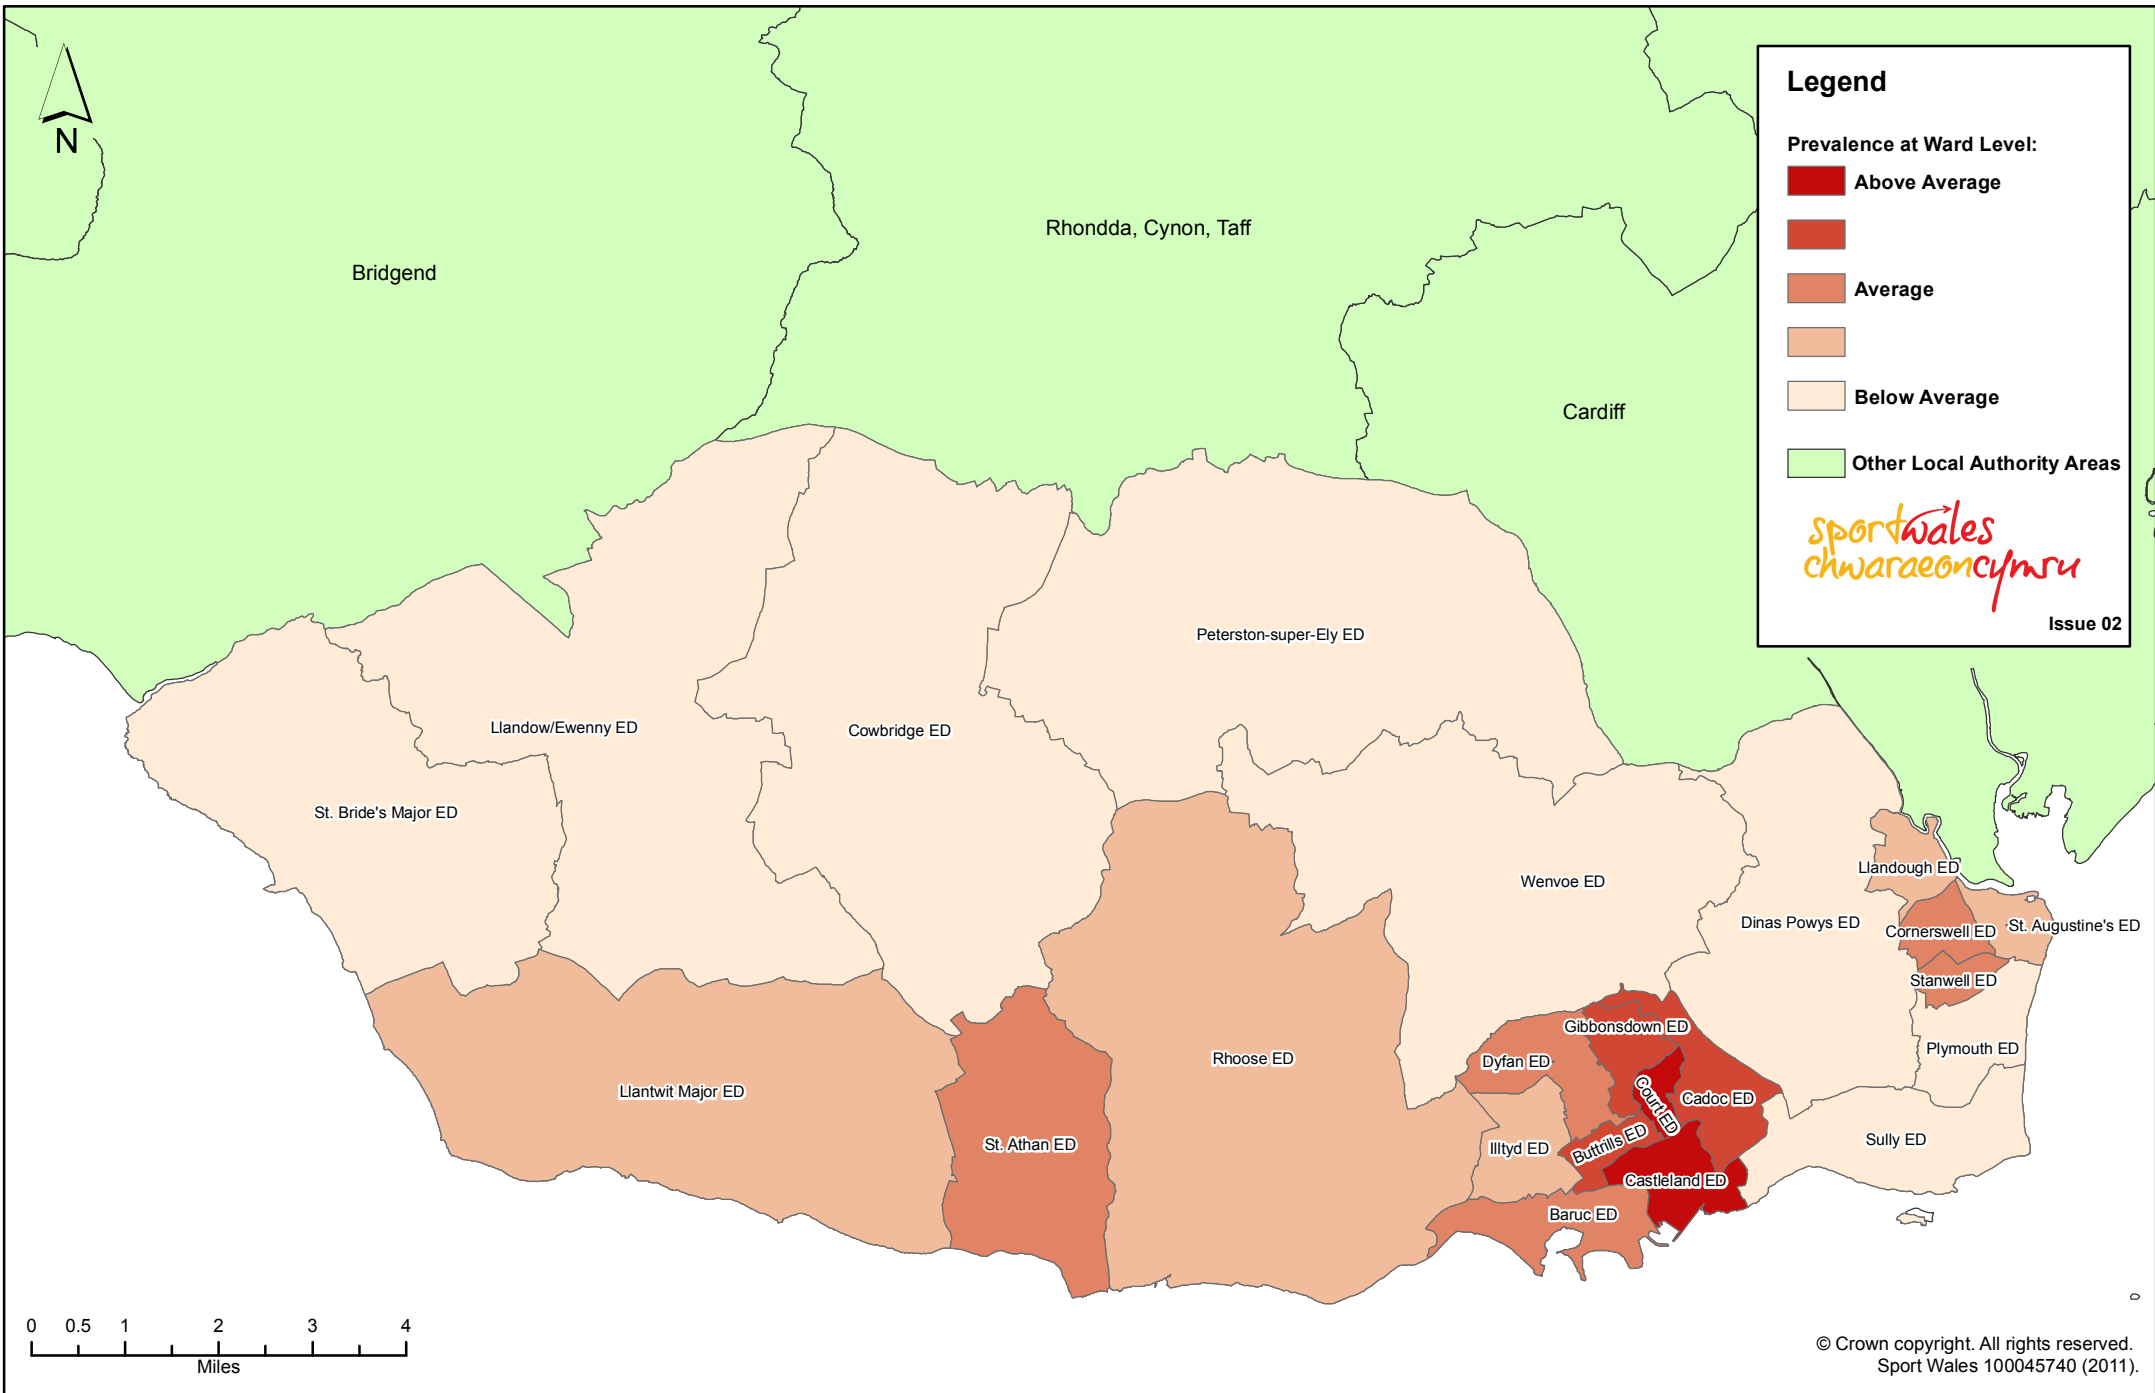 N
Bridgend
Rhondda, Cynon, Taff
Cardiff
Legend
Prevalence at Ward Level:
Above Average
Average
Below Average
Other Local Authority Areas
sportwales
chwaraeoncymru
Issue 02
Peterston-super-Ely ED
Llandow/Ewenny ED
Cowbridge ED
St. Bride's Major ED
Wenvoe ED
Llandough ED
Dinas Powys ED
Cornerswell ED
St. Augustine's ED
Stanwell ED
Gibbonsdown ED
Plymouth ED
Rhoose ED
Dyfan ED
Llantwit Major ED
Court ED
Cadoc ED
St. Athan ED
Illtyd ED
Buttrills ED
Sully ED
Castleland ED
Baruc ED
0 0.5 1 2 3 4
Miles
© Crown copyright. All rights reserved.
Sport Wales 100045740 (2011).